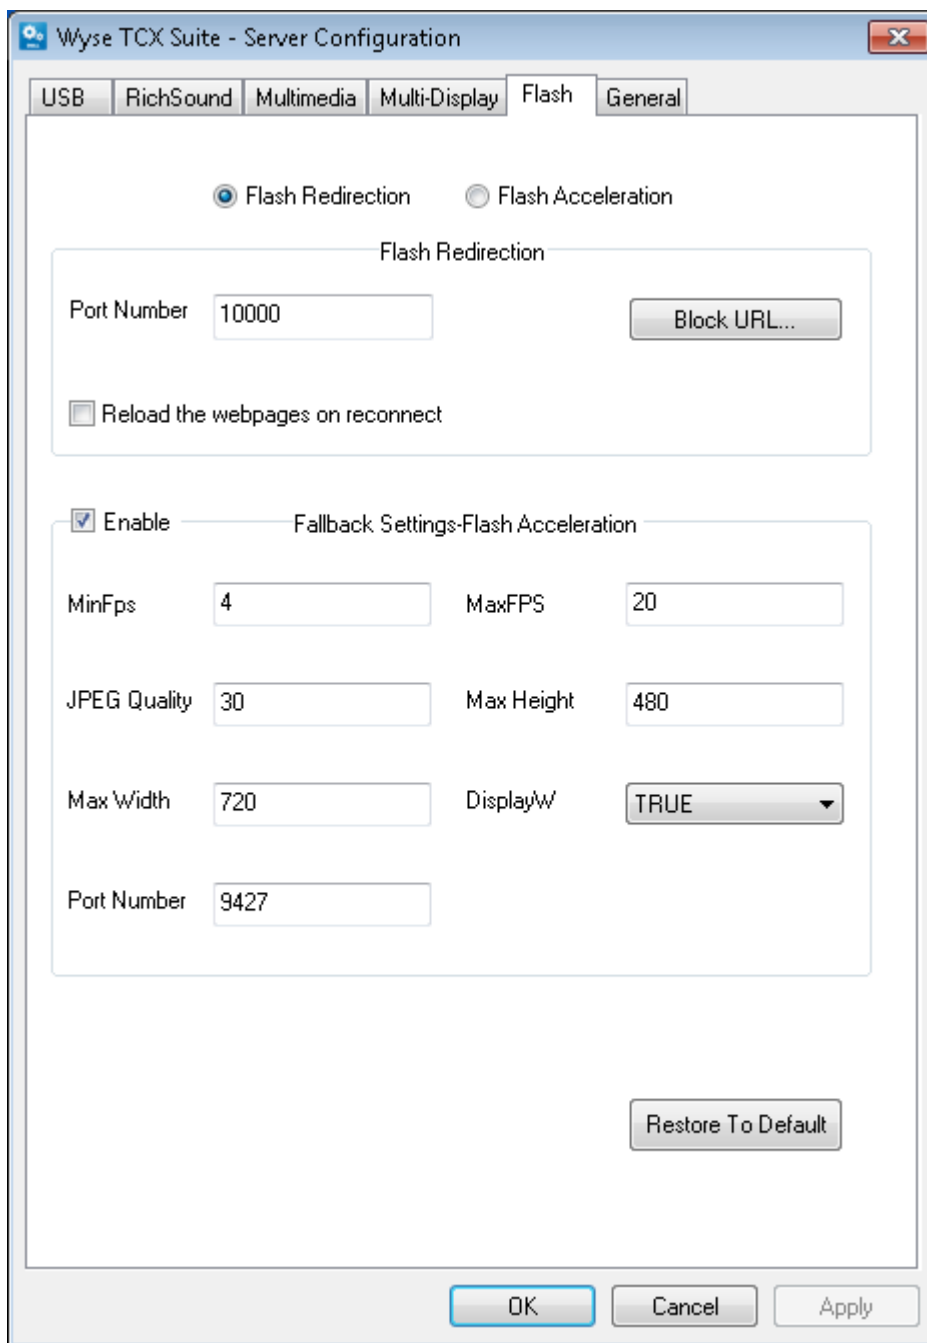 Wyse TCX Suite - Server Configuration
USB RichSound Multimedia Multi-Display Flash General
Flash Redirection Flash Acceleration
Flash Redirection
Port Number 10000 Block URL...
Reload the webpages on reconnect
Enable Fallback Settings-Flash Acceleration
MinFps 4 MaxFPS 20
JPEG Quality 30 Max Height 480
Max Width 720 DisplayW TRUE
Port Number 9427
Restore To Default
OK Cancel Apply